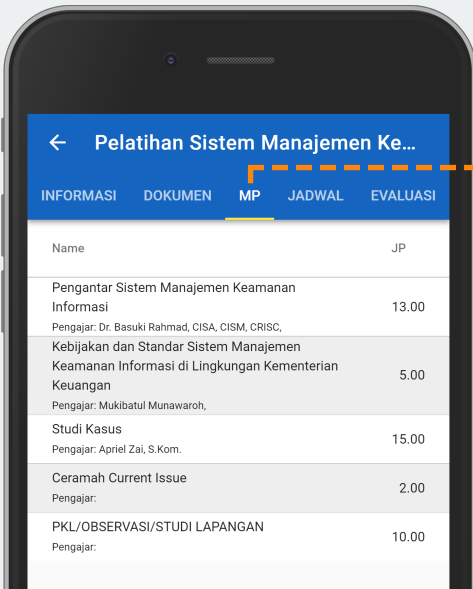 Pelatihan Sistem Manajemen Ke...
INFORMASI DOKUMEN MP JADWAL EVALUASI
Name JP
Pengantar Sistem Manajemen Keamanan
Informasi 13.00
Pengajar: Dr. Basuki Rahmad, CISA, CISM, CRISC,
Kebijakan dan Standar Sistem Manajemen
Keamanan Informasi di Lingkungan Kementerian
Keuangan 5.00
Pengajar: Mukibatul Munawaroh,
Studi Kasus 15.00
Pengajar: Apriel Zai, S.Kom.
Ceramah Current Issue 2.00
Pengajar:
PKL/OBSERVASI/STUDI LAPANGAN 10.00
Pengajar: